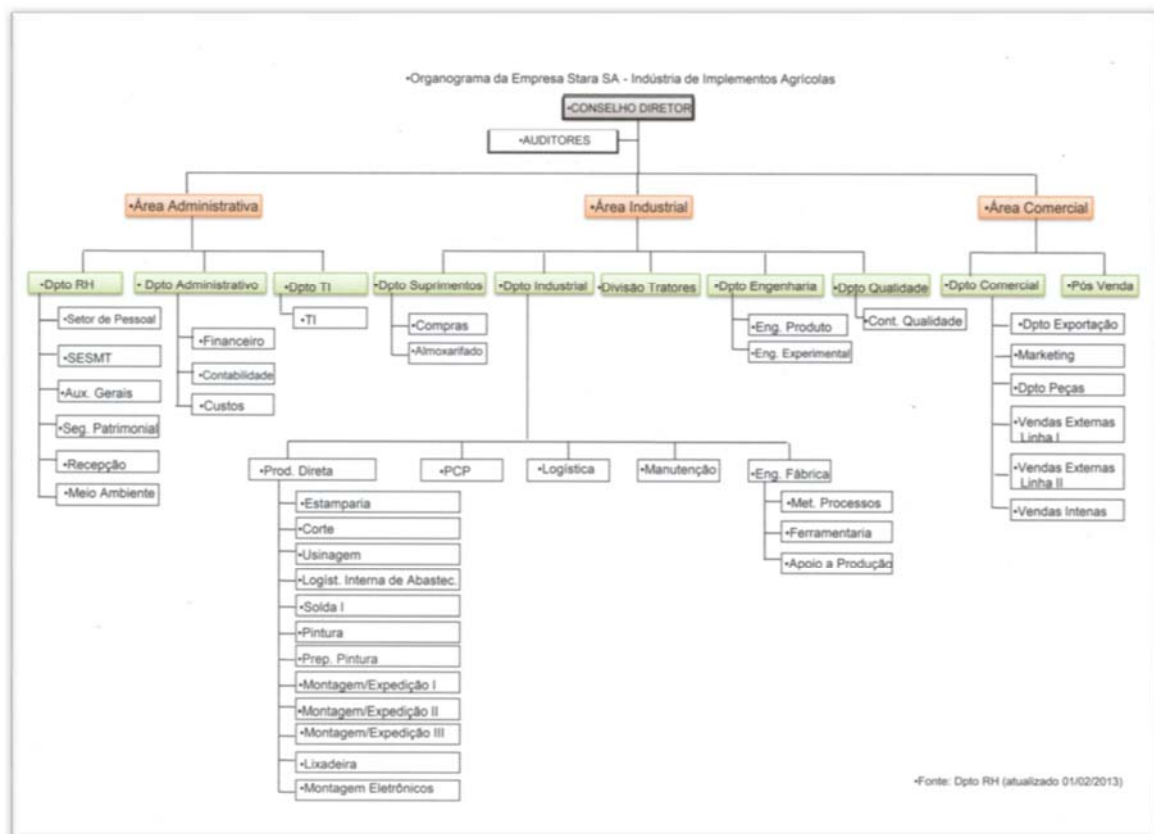 •Organograma da Empresa Stara SA - Indústria de Implementos Agrícolas
•CONSELHO DIRETOR
•AUDITORES
•Área Administrativa
•Área Industrial
•Área Comercial
•Dpto RH
•Dpto Administrativo
•Dpto TI
•Dpto Suprimentos
•Dpto Industrial
•Divisão Tratores
•Dpto Engenharia
•Dpto Qualidade
•Dpto Comercial
•Pós Venda
•Setor de Pessoal
•SESMT
•Aux. Gerais
•Seg. Patrimonial
•Recepção
•Meio Ambiente
•Financeiro
•Contabilidade
•Custos
•TI
•Compras
•Almoxarifado
•Eng. Produto
•Eng. Experimental
•Cont. Qualidade
•Dpto Exportação
•Marketing
•Dpto Peças
•Vendas Externas
Linha I
•Vendas Externas
Linha II
•Vendas Intenas
•Prod. Direta
•PCP
•Logística
•Manutenção
•Eng. Fábrica
•Estamparia
•Corte
•Usinagem
•Logist. Interna de Abastec.
•Solda I
•Pintura
•Prep. Pintura
•Montagem/Expedição I
•Montagem/Expedição II
•Montagem/Expedição III
•Lixadeira
•Montagem Eletrônicos
•Met. Processos
•Ferramentaria
•Apoio a Produção
•Fonte: Dpto RH (atualizado 01/02/2013)